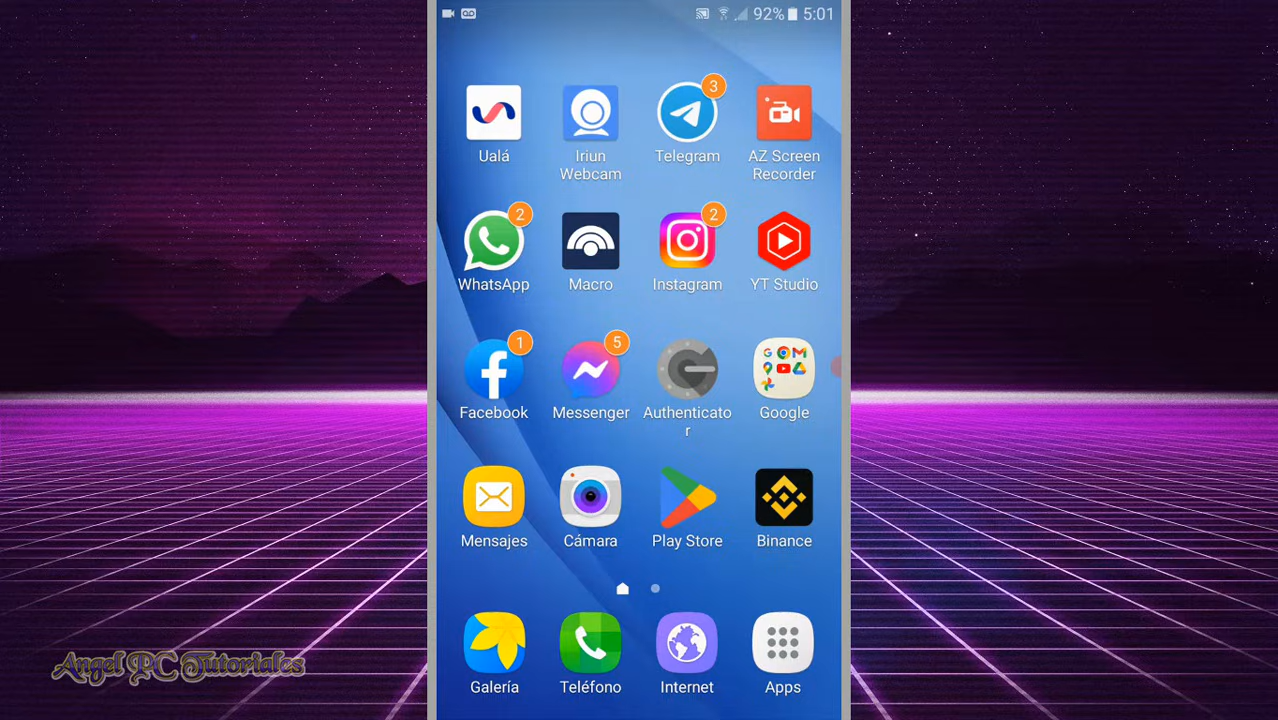 92% 5:01
3
Ualá
Iriun
Webcam
Telegram
AZ Screen
Recorder
2
2
WhatsApp
Macro
Instagram
YT Studio
1
5
Facebook
Messenger
Authenticato
r
Google
Mensajes
Cámara
Play Store
Binance
Galería
Teléfono
Internet
Apps
Angel PC Tutoriales